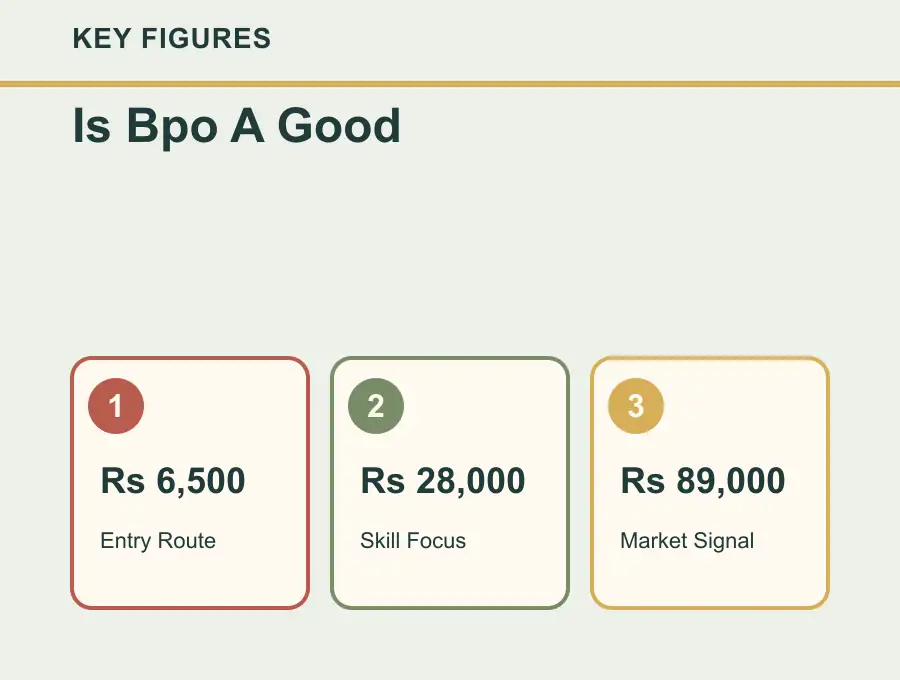 KEY FIGURES
Is Bpo A Good
1
2
3
Rs 6,500
Rs 28,000
Rs 89,000
Entry Route
Skill Focus
Market Signal